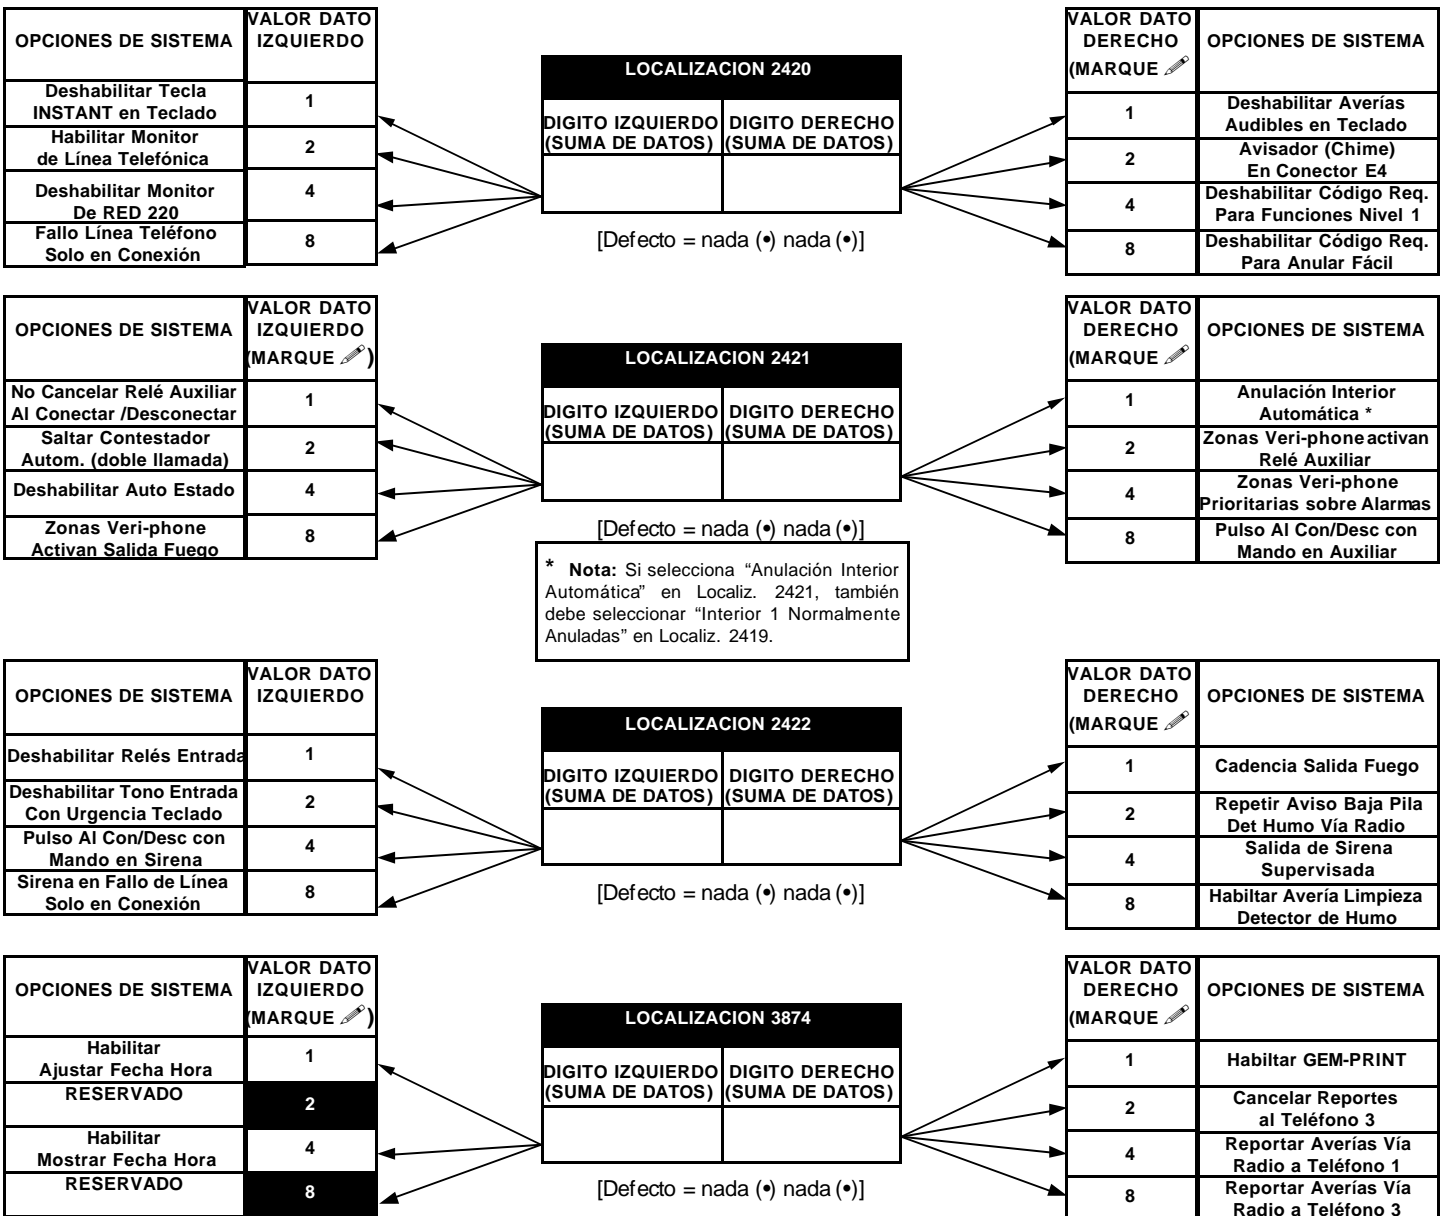 OPCIONES DE SISTEMA
VALOR DATO
IZQUIERDO
Deshabilitar Tecla
INSTANT en Teclado
1
Habilitar Monitor
de Línea Telefónica
2
Deshabilitar Monitor
De RED 220
4
Fallo Línea Teléfono
Solo en Conexión
8
LOCALIZACION 2420
DIGITO IZQUIERDO
(SUMA DE DATOS)
DIGITO DERECHO
(SUMA DE DATOS)
[Defecto = nada (•) nada (•)]
VALOR DATO
DERECHO
(MARQUE
OPCIONES DE SISTEMA
1
Deshabilitar Averías
Audibles en Teclado
2
Avisador (Chime)
En Conector E4
4
Deshabilitar Código Req.
Para Funciones Nivel 1
8
Deshabilitar Código Req.
Para Anular Fácil
OPCIONES DE SISTEMA
VALOR DATO
IZQUIERDO
(MARQUE )
No Cancelar Relé Auxiliar
Al Conectar /Desconectar
1
Saltar Contestador
Autom. (doble llamada)
2
Deshabilitar Auto Estado
4
Zonas Veri-phone
Activan Salida Fuego
8
LOCALIZACION 2421
DIGITO IZQUIERDO
(SUMA DE DATOS)
DIGITO DERECHO
(SUMA DE DATOS)
[Defecto = nada (•) nada (•)]
* Nota: Si selecciona “Anulación Interior
Automática” en Localiz. 2421, también
debe seleccionar “Interior 1 Normalmente
Anuladas” en Localiz. 2419.
VALOR DATO
DERECHO
(MARQUE
OPCIONES DE SISTEMA
1
Anulación Interior
Automática *
2
Zonas Veri-phone activan
Relé Auxiliar
4
Zonas Veri-phone
Prioritarias sobre Alarmas
8
Pulso Al Con/Desc con
Mando en Auxiliar
OPCIONES DE SISTEMA
VALOR DATO
IZQUIERDO
Deshabilitar Relés Entrada
1
Deshabilitar Tono Entrada
Con Urgencia Teclado
2
Pulso Al Con/Desc con
Mando en Sirena
4
Sirena en Fallo de Línea
Solo en Conexión
8
LOCALIZACION 2422
DIGITO IZQUIERDO
(SUMA DE DATOS)
DIGITO DERECHO
(SUMA DE DATOS)
[Defecto = nada (•) nada (•)]
VALOR DATO
DERECHO
(MARQUE
OPCIONES DE SISTEMA
1
Cadencia Salida Fuego
2
Repetir Aviso Baja Pila
Det Humo Vía Radio
4
Salida de Sirena
Supervisada
8
Habiltar Avería Limpieza
Detector de Humo
OPCIONES DE SISTEMA
VALOR DATO
IZQUIERDO
(MARQUE )
Habilitar
Ajustar Fecha Hora
1
RESERVADO
2
Habilitar
Mostrar Fecha Hora
4
RESERVADO
8
LOCALIZACION 3874
DIGITO IZQUIERDO
(SUMA DE DATOS)
DIGITO DERECHO
(SUMA DE DATOS)
[Defecto = nada (•) nada (•)]
VALOR DATO
DERECHO
(MARQUE
OPCIONES DE SISTEMA
1
Habiltar GEM-PRINT
2
Cancelar Reportes
al Teléfono 3
4
Reportar Averías Vía
Radio a Teléfono 1
8
Reportar Averías Vía
Radio a Teléfono 3